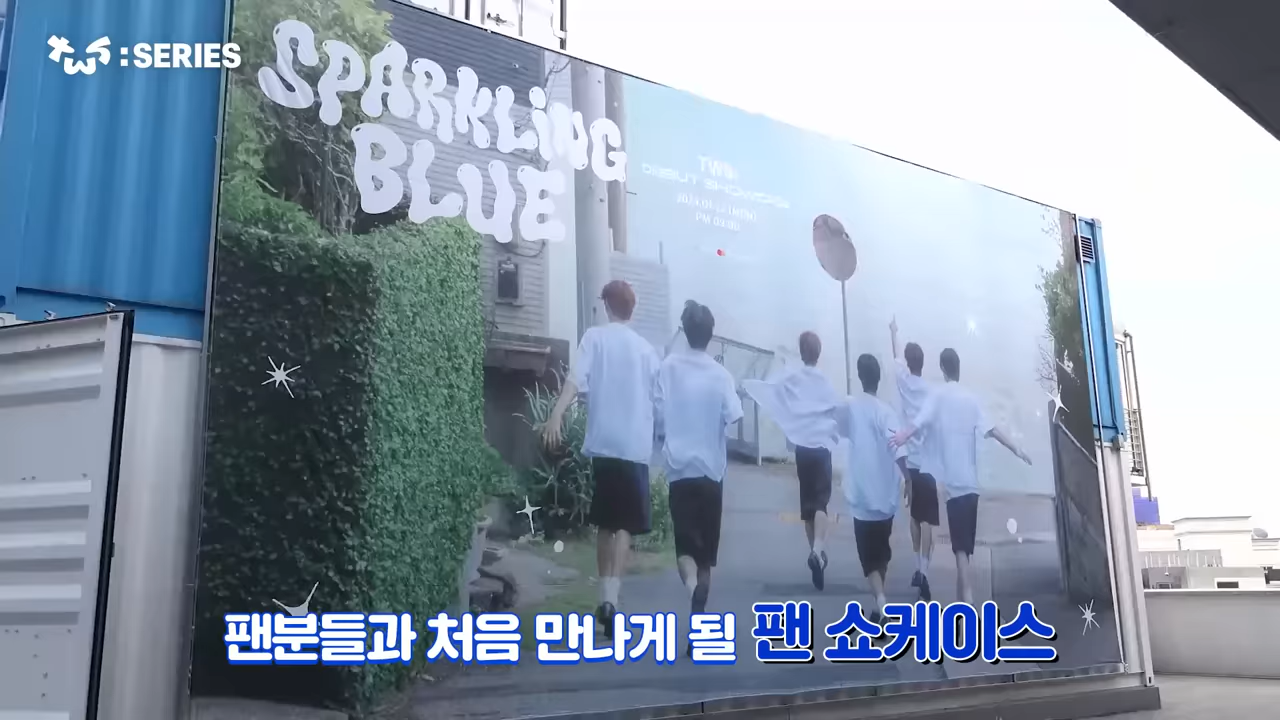 TWS:SERIES
SPARKLING
BLUE
TWS
DEBUT SHOWCASE
PM
팬분들과 처음 만나게 될 팬 쇼케이스